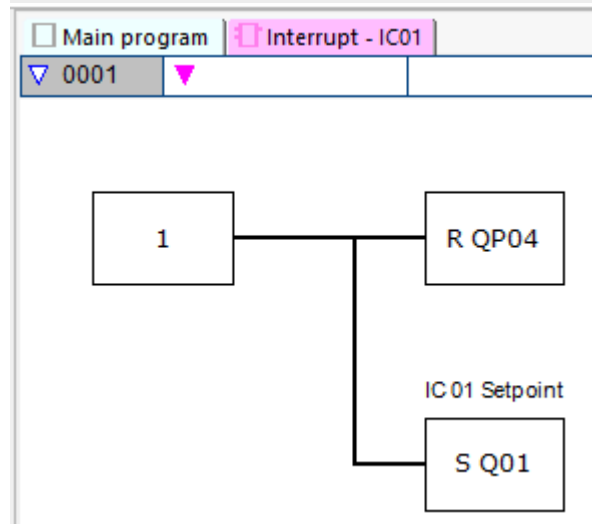 Main program Interrupt - IC01
0001
1 R QP04
IC 01 Setpoint
S Q01